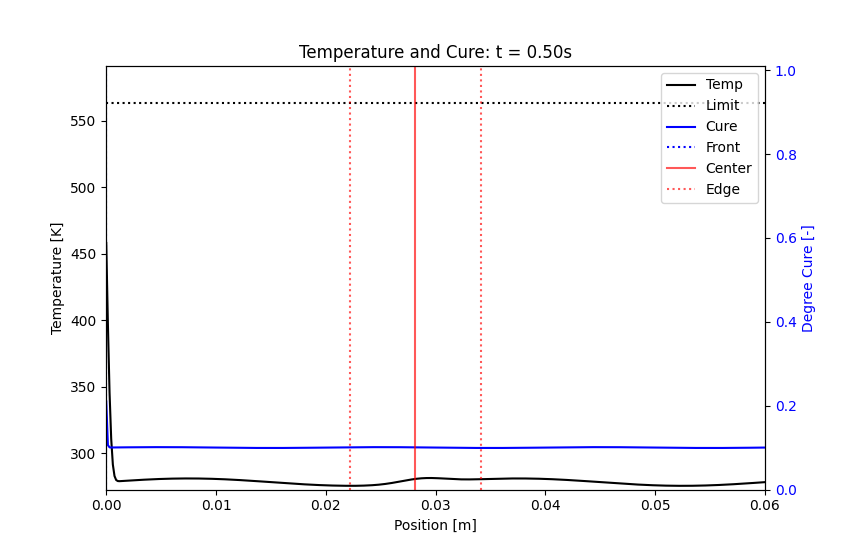 Temperature and Cure: t = 0.50s
Temp
Limit
Cure
Front
Center
Edge
550
500
450
400
350
300
Temperature [K]
1.0
0.8
0.6
0.4
0.2
0.0
Degree Cure [-]
0.00 0.01 0.02 0.03 0.04 0.05 0.06
Position [m]